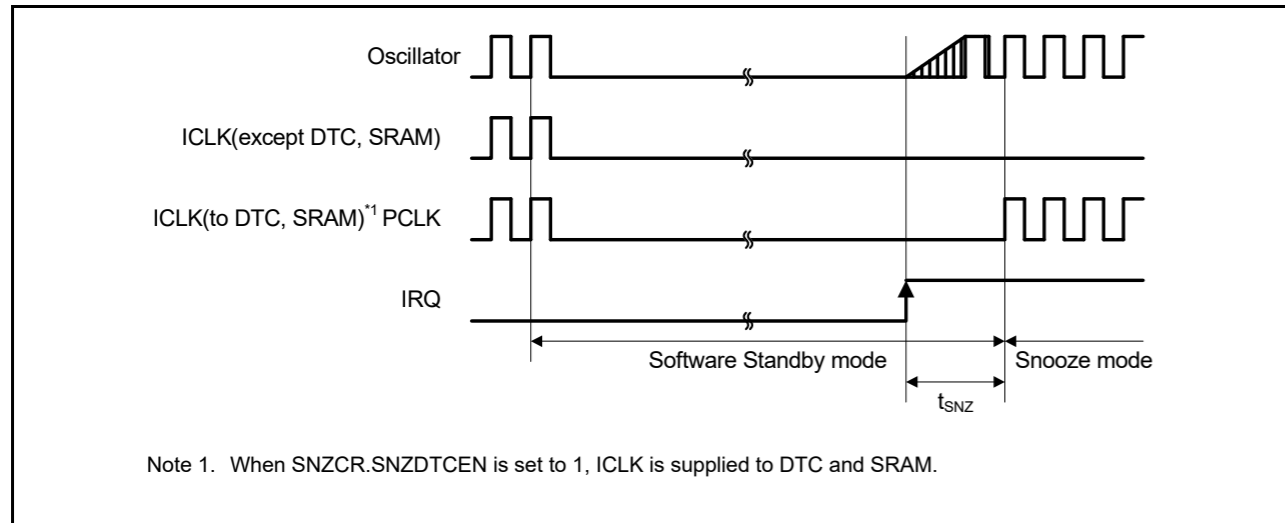 Oscillator
ICLK(except DTC, SRAM)
ICLK(to DTC, SRAM)*1 PCLK
IRQ
Software Standby mode
Snooze mode
tSNZ
Note 1. When SNZCR.SNZDTCEN is set to 1, ICLK is supplied to DTC and SRAM.